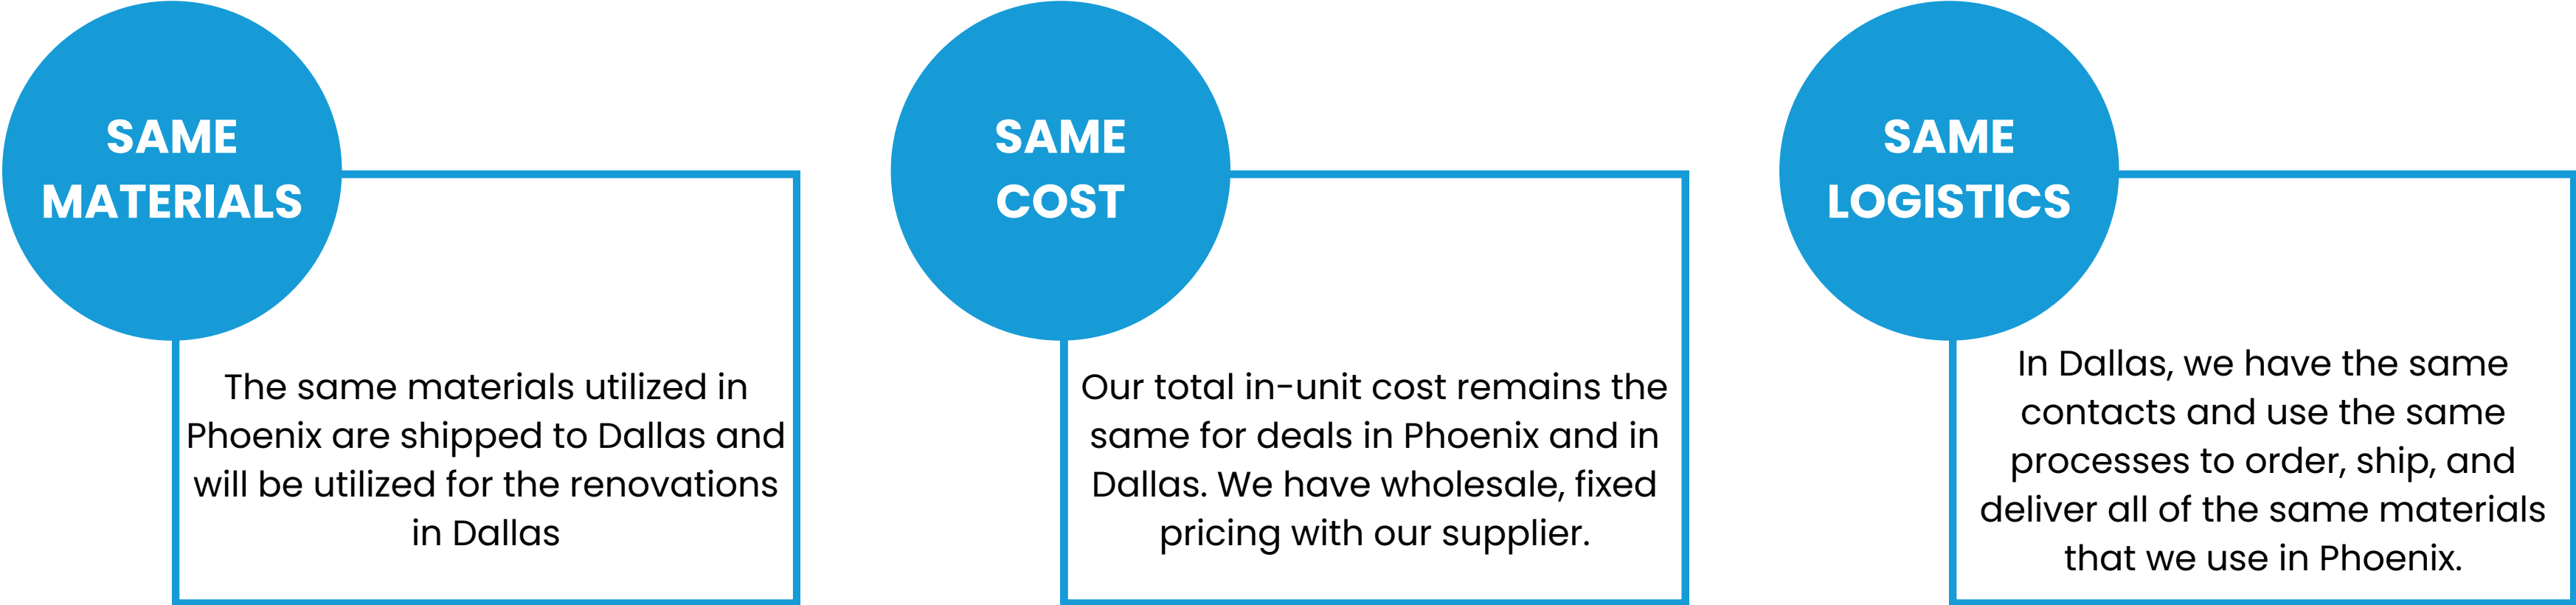 SAME
MATERIALS
The same materials utilized in
Phoenix are shipped to Dallas and
will be utilized for the renovations
in Dallas
SAME
COST
Our total in-unit cost remains the
same for deals in Phoenix and in
Dallas. We have wholesale, fixed
pricing with our supplier.
SAME
LOGISTICS
In Dallas, we have the same
contacts and use the same
processes to order, ship, and
deliver all of the same materials
that we use in Phoenix.